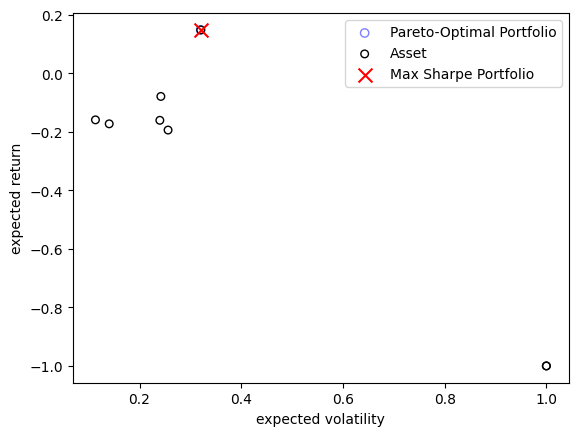 0.2
0.0
−0.2
−0.4
−0.6
−0.8
−1.0
expected return
Pareto-Optimal Portfolio
Asset
Max Sharpe Portfolio
0.2 0.4 0.6 0.8 1.0
expected volatility